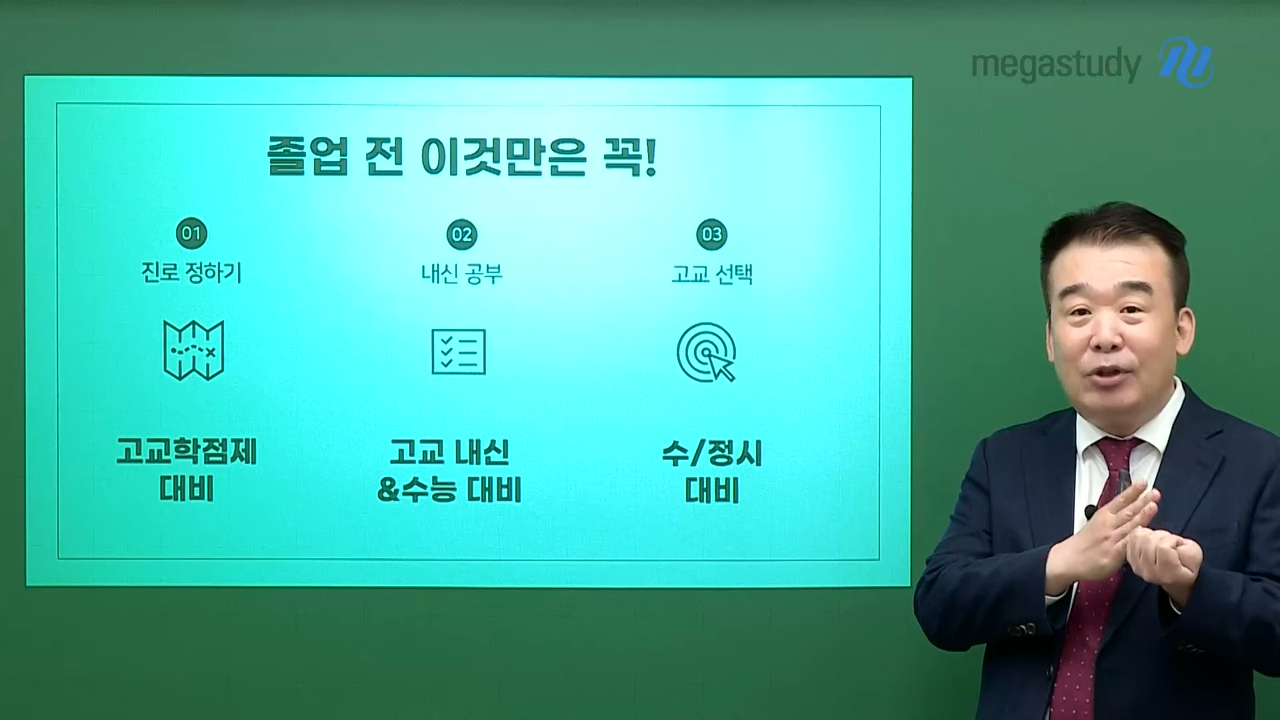 megastudy
졸업 전 이것만은 꼭!
01
진로 정하기
고교학점제
대비
02
내신 공부
고교 내신
&수능 대비
03
고교 선택
수/정시
대비